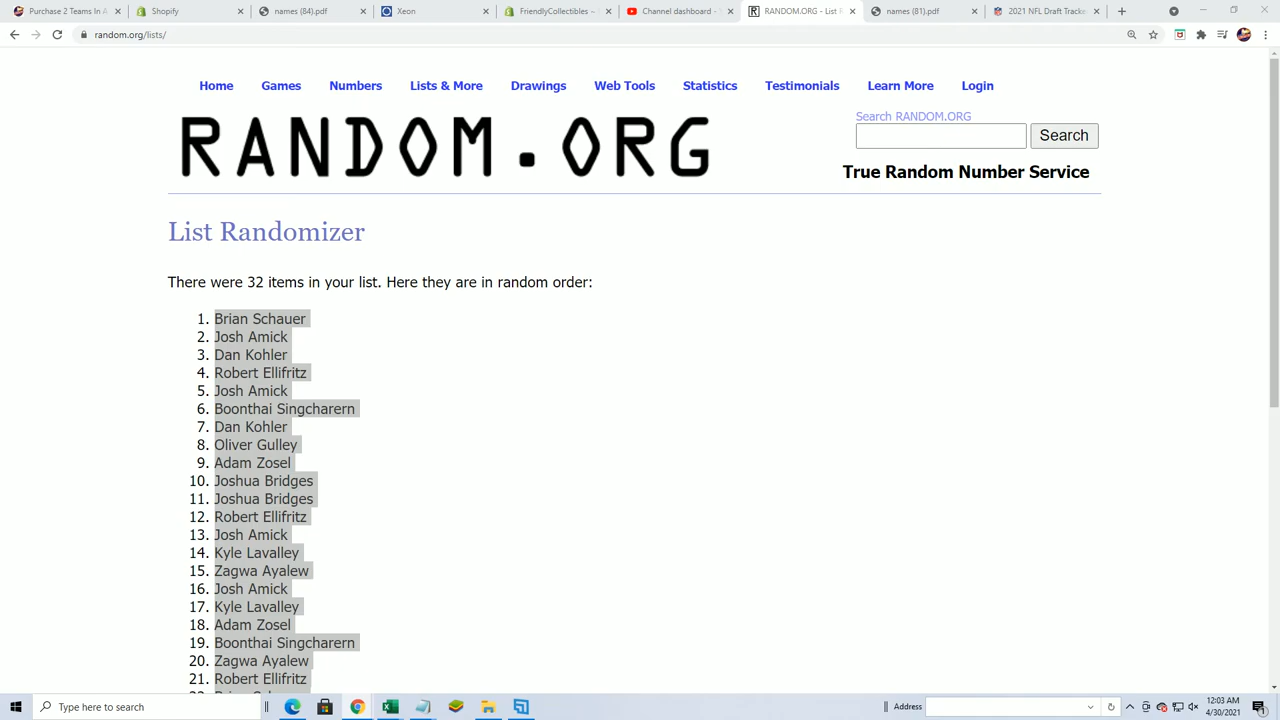 Purchase 2 Teams In A
Shopify
names (84).pdf
Xeon
FriendlyCollectibles ~
Channel dashboard -
RANDOM.ORG - List R
names (81).pdf
2021 NFL Draft Tracke
random.org/lists/
Home Games Numbers Lists & More Drawings Web Tools Statistics Testimonials Learn More Login
RANDOM.ORG
Search RANDOM.ORG
Search
True Random Number Service
List Randomizer
There were 32 items in your list. Here they are in random order:
1. Brian Schauer
2. Josh Amick
3. Dan Kohler
4. Robert Ellifritz
5. Josh Amick
6. Boonthai Singcharern
7. Dan Kohler
8. Oliver Gulley
9. Adam Zosel
10. Joshua Bridges
11. Joshua Bridges
12. Robert Ellifritz
13. Josh Amick
14. Kyle Lavalley
15. Zagwa Ayalew
16. Josh Amick
17. Kyle Lavalley
18. Adam Zosel
19. Boonthai Singcharern
20. Zagwa Ayalew
21. Robert Ellifritz
Type here to search
Address
12:03 AM
4/30/2021